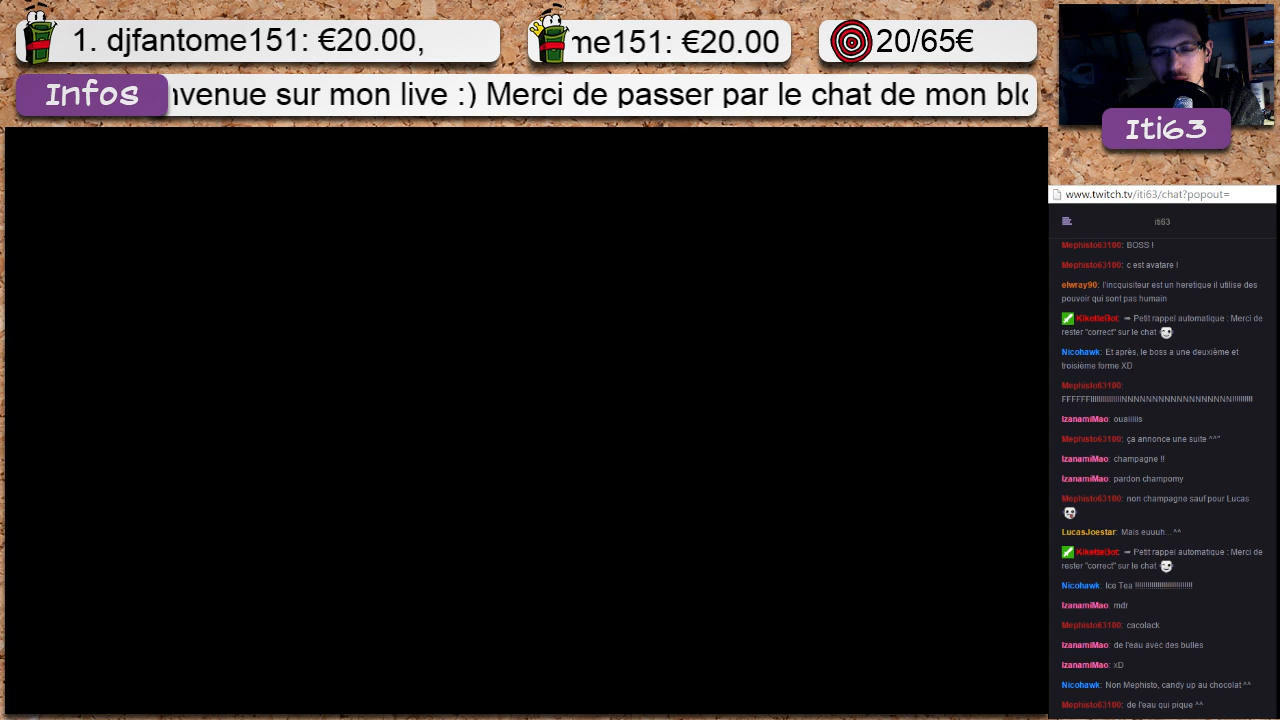 1. djfantome151: €20.00,
me151: €20.00
20/65€
Infos
nvenue sur mon live :) Merci de passer par le chat de mon blo
Iti63
www.twitch.tv/iti63/chat?popout=
iti63
Mephisto63100: BOSS !
Mephisto63100: c est avatare !
elwray90: l'incquisiteur est un heretique il utilise des
pouvoir qui sont pas humain
KiketteBot: ➠ Petit rappel automatique : Merci de
rester "correct" sur le chat
Nicohawk: Et après, le boss a une deuxième et
troisième forme XD
Mephisto63100:
IzanamiMao: ouaiiiiis
Mephisto63100: ça annonce une suite ^^"
IzanamiMao: champagne !!
IzanamiMao: pardon champomy
Mephisto63100: non champagne sauf pour Lucas
LucasJoestar: Mais euuuh... ^^
KiketteBot: ➠ Petit rappel automatique : Merci de
rester "correct" sur le chat
Nicohawk: Ice Tea
IzanamiMao: mdr
Mephisto63100: cacolack
IzanamiMao: de l'eau avec des bulles
IzanamiMao: xD
Nicohawk: Non Mephisto, candy up au chocolat ^^
Mephisto63100: de l'eau qui pique ^^